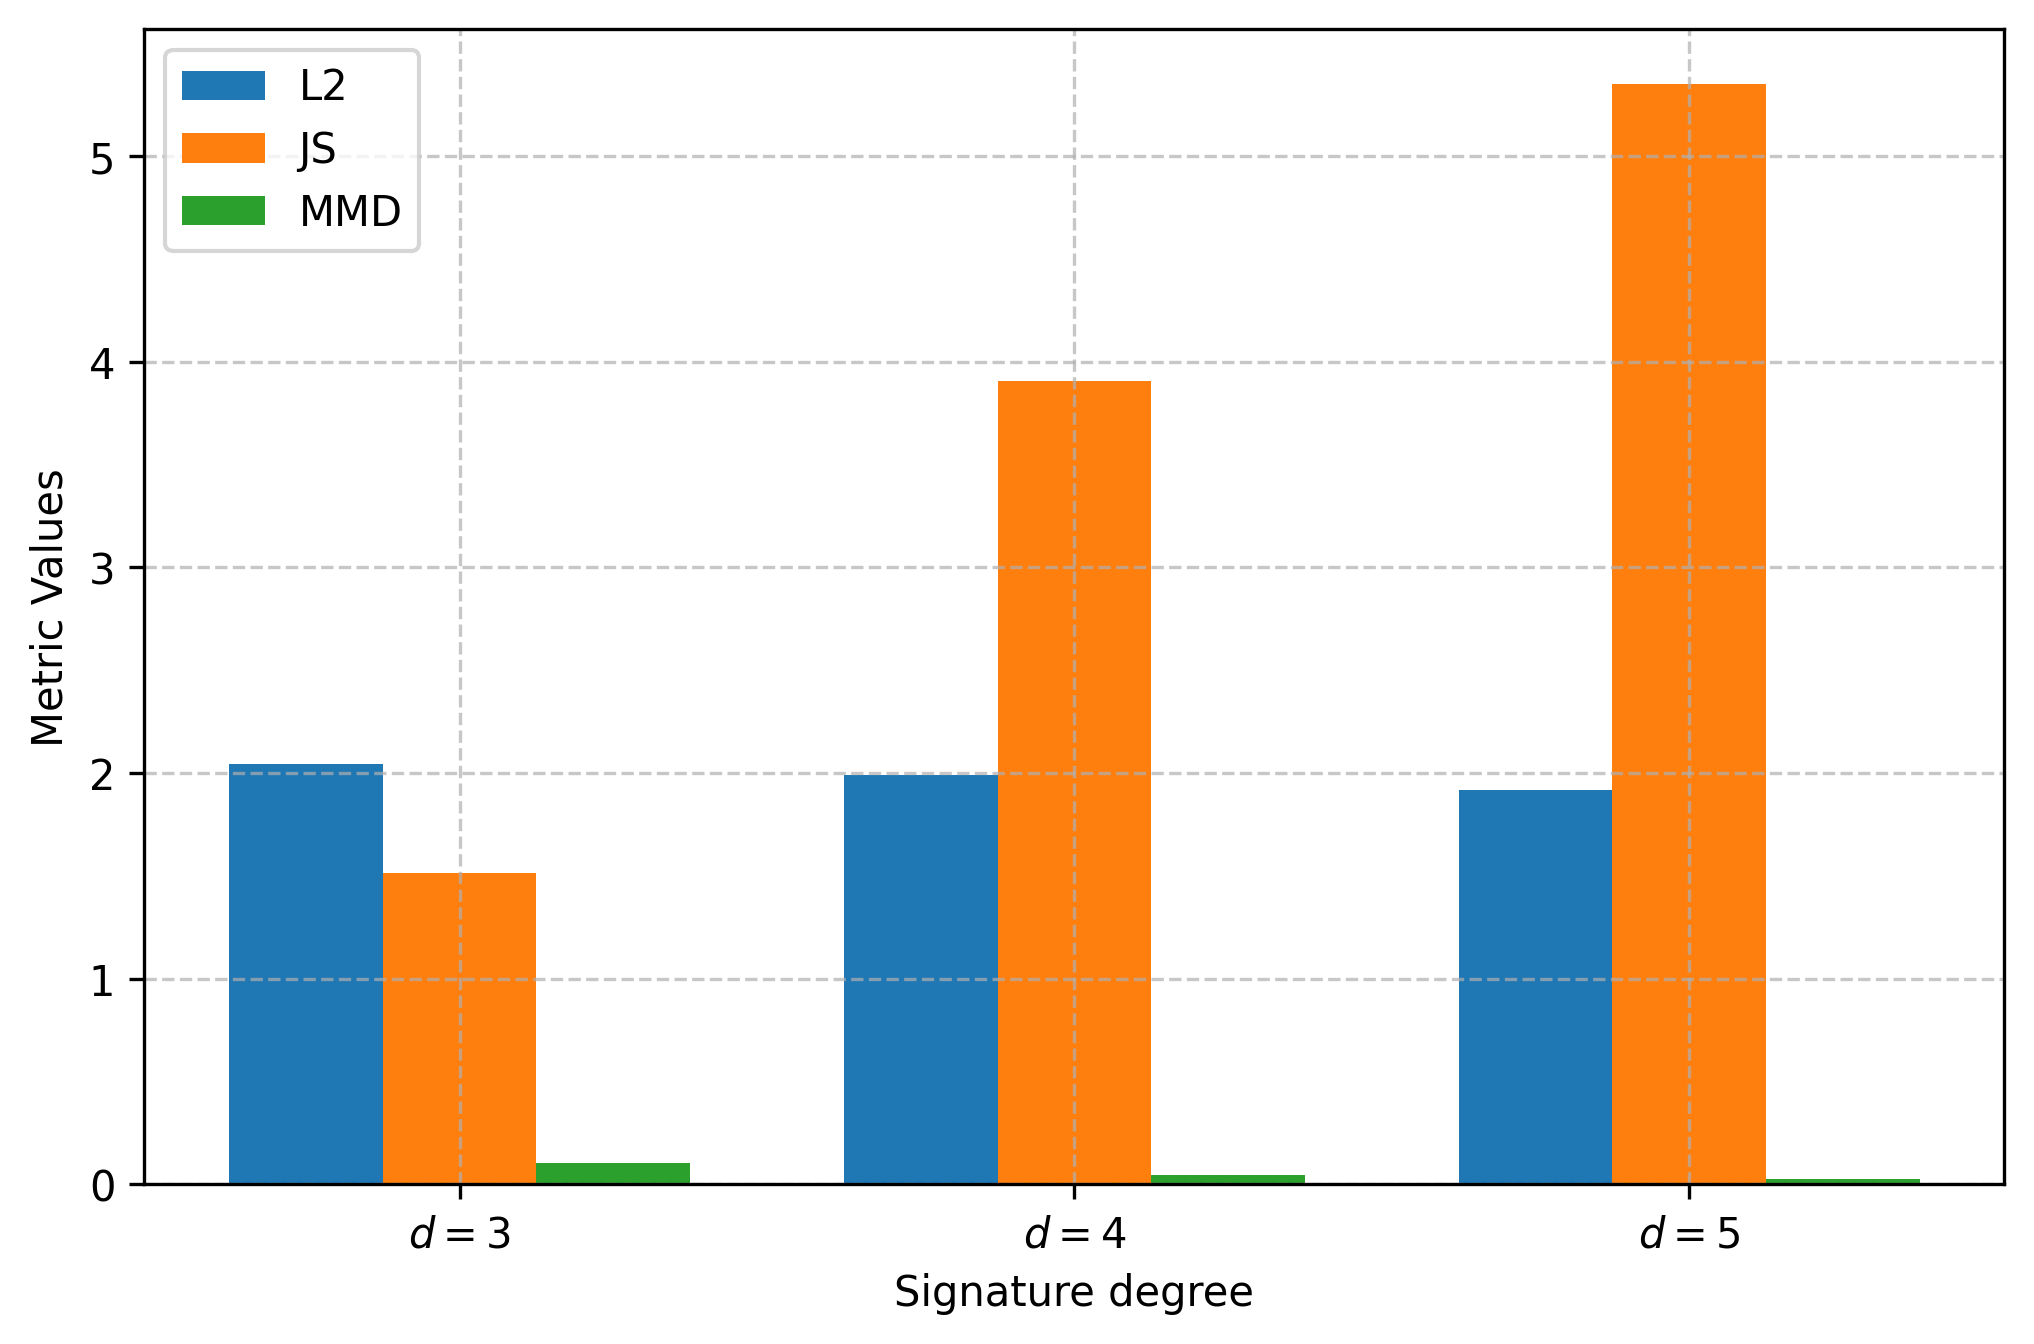 L2
JS
MMD
5
4
3
2
1
0
Metric Values
d = 3
d = 4
d = 5
Signature degree